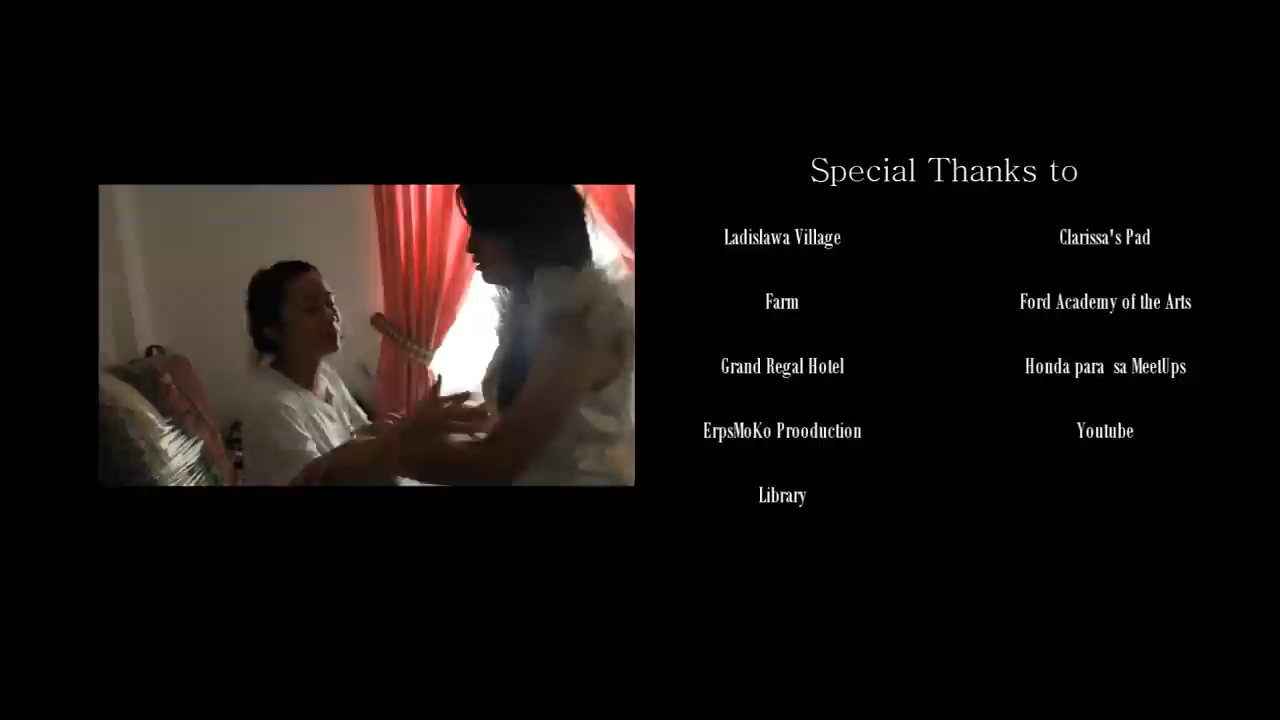 Special Thanks to
Ladislawa Village
Clarissa's Pad
Farm
Ford Academy of the Arts
Grand Regal Hotel
Honda para  sa MeetUps
ErpsMoKo Prooduction
Youtube
Library